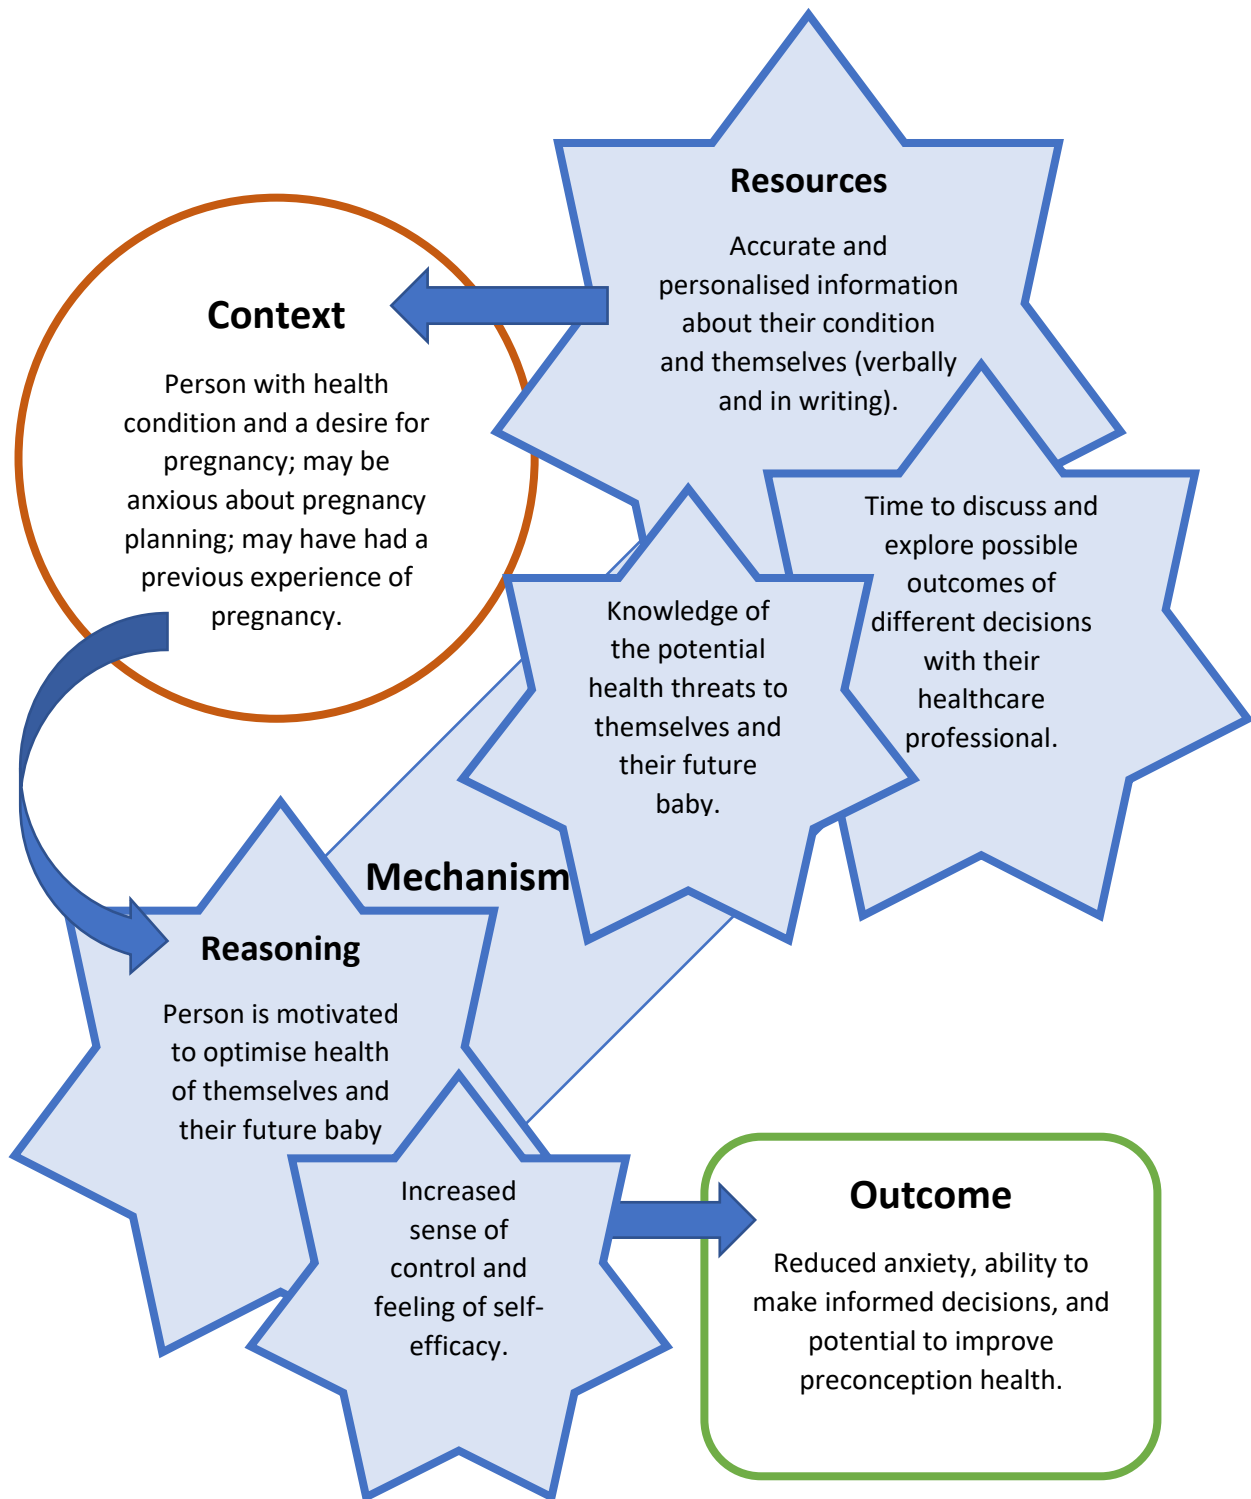 Resources
Accurate and
personalised information
about their condition
and themselves (verbally
and in writing).
Context
Person with health
condition and a desire for
pregnancy; may be
anxious about pregnancy
planning; may have had a
previous experience of
pregnancy.
Time to discuss and
explore possible
outcomes of
different decisions
with their
healthcare
professional.
Knowledge of
the potential
health threats to
themselves and
their future
baby.
Mechanism
Reasoning
Person is motivated
to optimise health
of themselves and
their future baby
Increased
sense of
control and
feeling of self-
efficacy.
Outcome
Reduced anxiety, ability to
make informed decisions, and
potential to improve
preconception health.